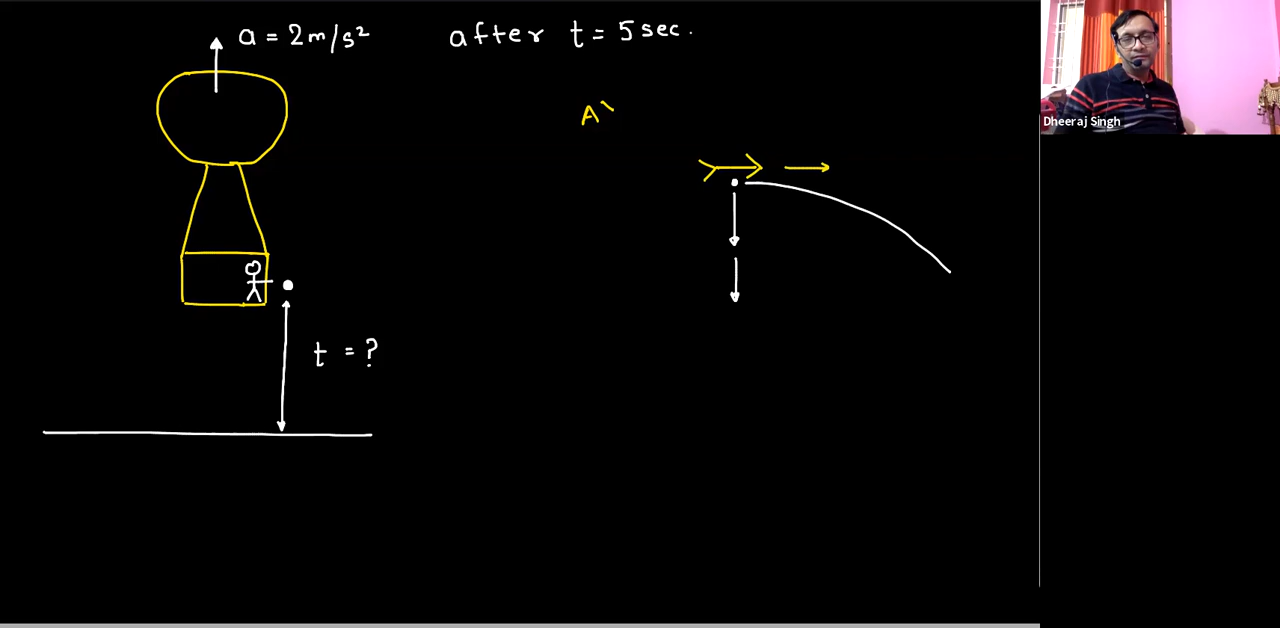 a = 2m/s² after t = 5 sec.
A
Dheeraj Singh
t = ?